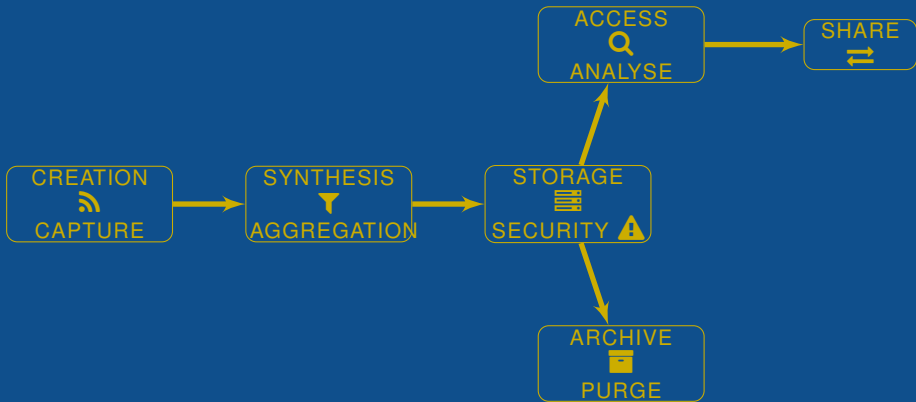 ACCESS
ANALYSE
SHARE
CREATION
CAPTURE
SYNTHESIS
AGGREGATION
STORAGE
SECURITY
ARCHIVE
PURGE